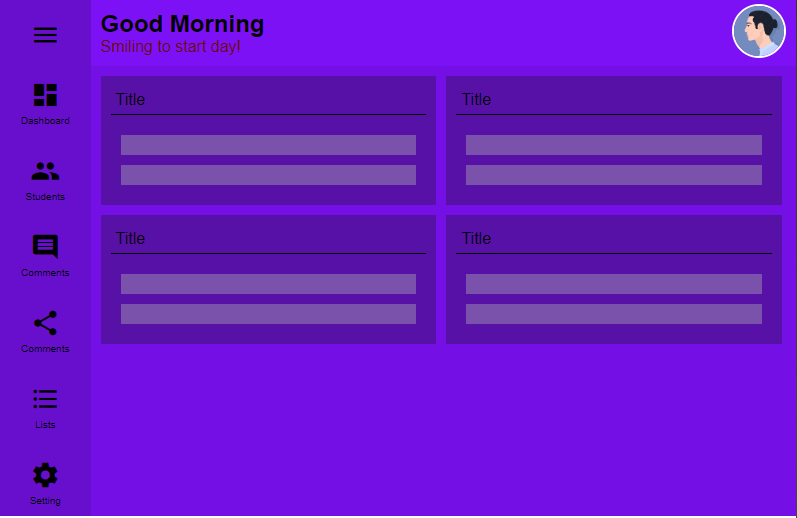 Good Morning
Smiling to start day!
Dashboard
Students
Comments
Comments
Lists
Setting
Title
Title
Title
Title